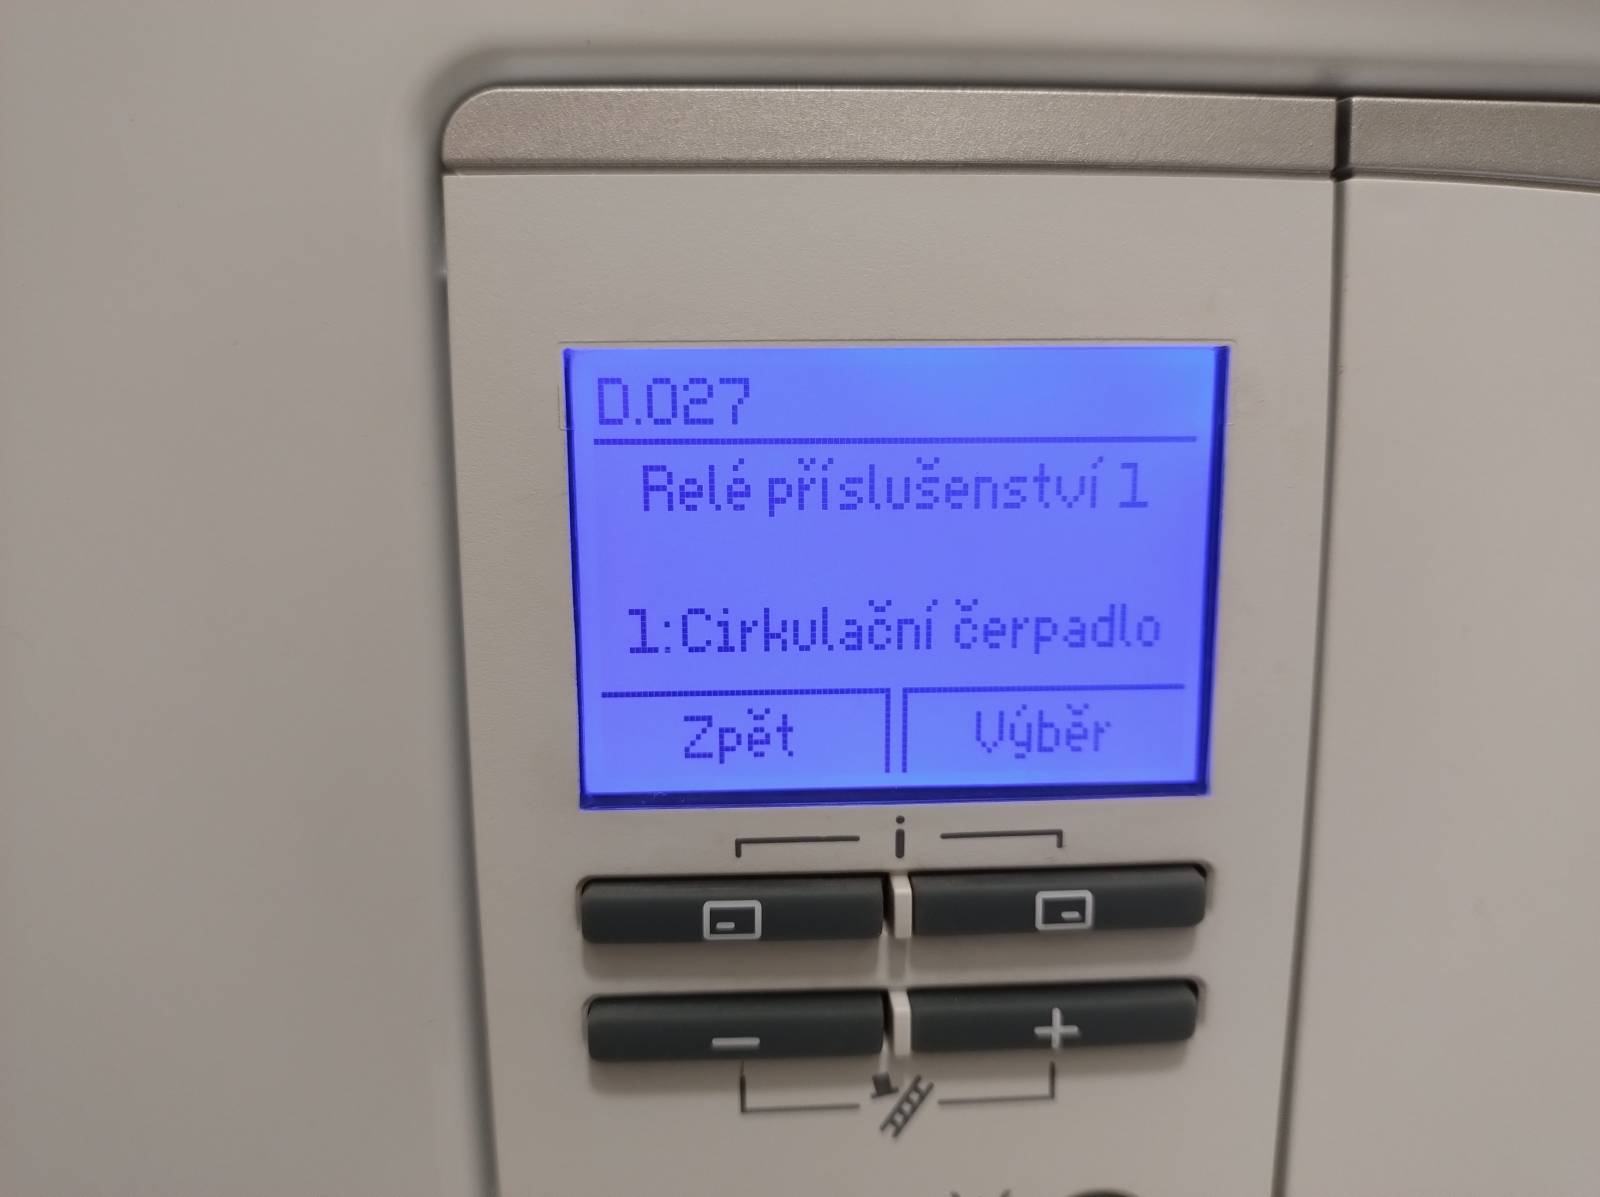 D.027
Relé příslušenství 1
1:Cirkulační čerpadlo
Zpět
Výběr
i
- +